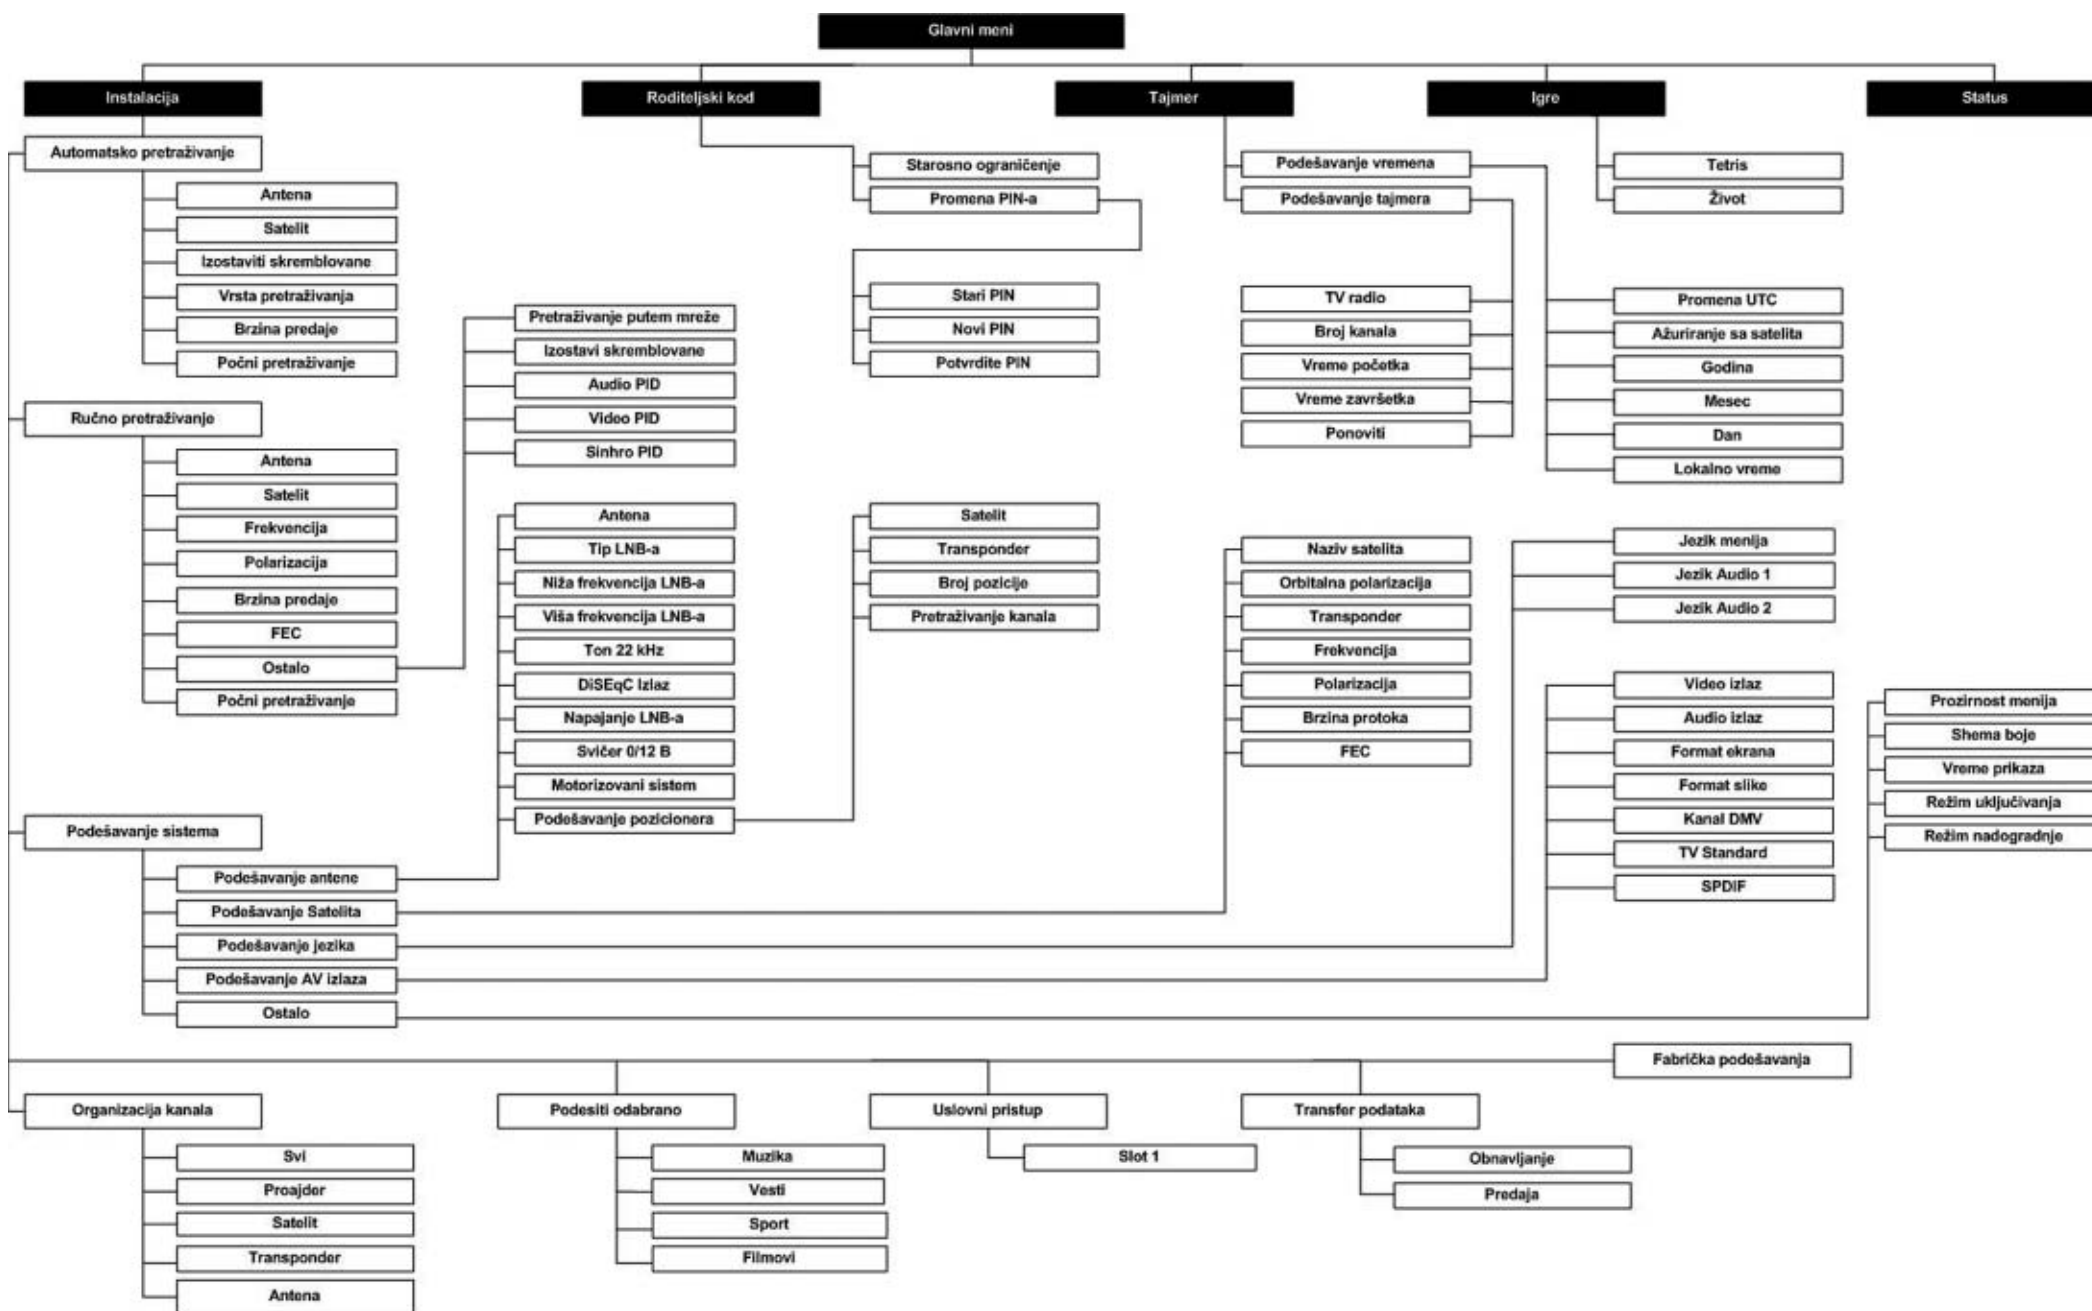 Glavni meni
Instalacija
Roditeljski kod
Tajmer
Igre
Status
Automatsko pretraživanje
Antena
Satelit
Izostaviti skremblovane
Vrsta pretraživanja
Brzina predaje
Počni pretraživanje
Ručno pretraživanje
Antena
Satelit
Frekvencija
Polarizacija
Brzina predaje
FEC
Ostalo
Počni pretraživanje
Pretraživanje putem mreže
Izostavi skremblovane
Audio PID
Video PID
Sinhro PID
Podešavanje sistema
Podešavanje antene
Podešavanje Satelita
Podešavanje jezika
Podešavanje AV izlaza
Ostalo
Antena
Tip LNB-a
Niža frekvencija LNB-a
Viša frekvencija LNB-a
Ton 22 kHz
DiSEqC Izlaz
Napajanje LNB-a
Svičer 0/12 B
Motorizovani sistem
Podešavanje pozicionera
Satelit
Transponder
Broj pozicije
Pretraživanje kanala
Naziv satelita
Orbitalna polarizacija
Transponder
Frekvencija
Polarizacija
Brzina protoka
FEC
Jezik menija
Jezik Audio 1
Jezik Audio 2
Video izlaz
Audio izlaz
Format ekrana
Format slike
Kanal DMV
TV Standard
SPDIF
Prozirnost menija
Shema boje
Vreme prikaza
Režim uključivanja
Režim nadogradnje
Starosno ograničenje
Promena PIN-a
Stari PIN
Novi PIN
Potvrdite PIN
Podešavanje vremena
Podešavanje tajmera
TV radio
Broj kanala
Vreme početka
Vreme završetka
Ponoviti
Promena UTC
Ažuriranje sa satelita
Godina
Mesec
Dan
Lokalno vreme
Tetris
Život
Fabrička podešavanja
Organizacija kanala
Svi
Proajder
Satelit
Transponder
Antena
Podesiti odabrano
Muzika
Vesti
Sport
Filmovi
Uslovni pristup
Slot 1
Transfer podataka
Obnavljanje
Predaja